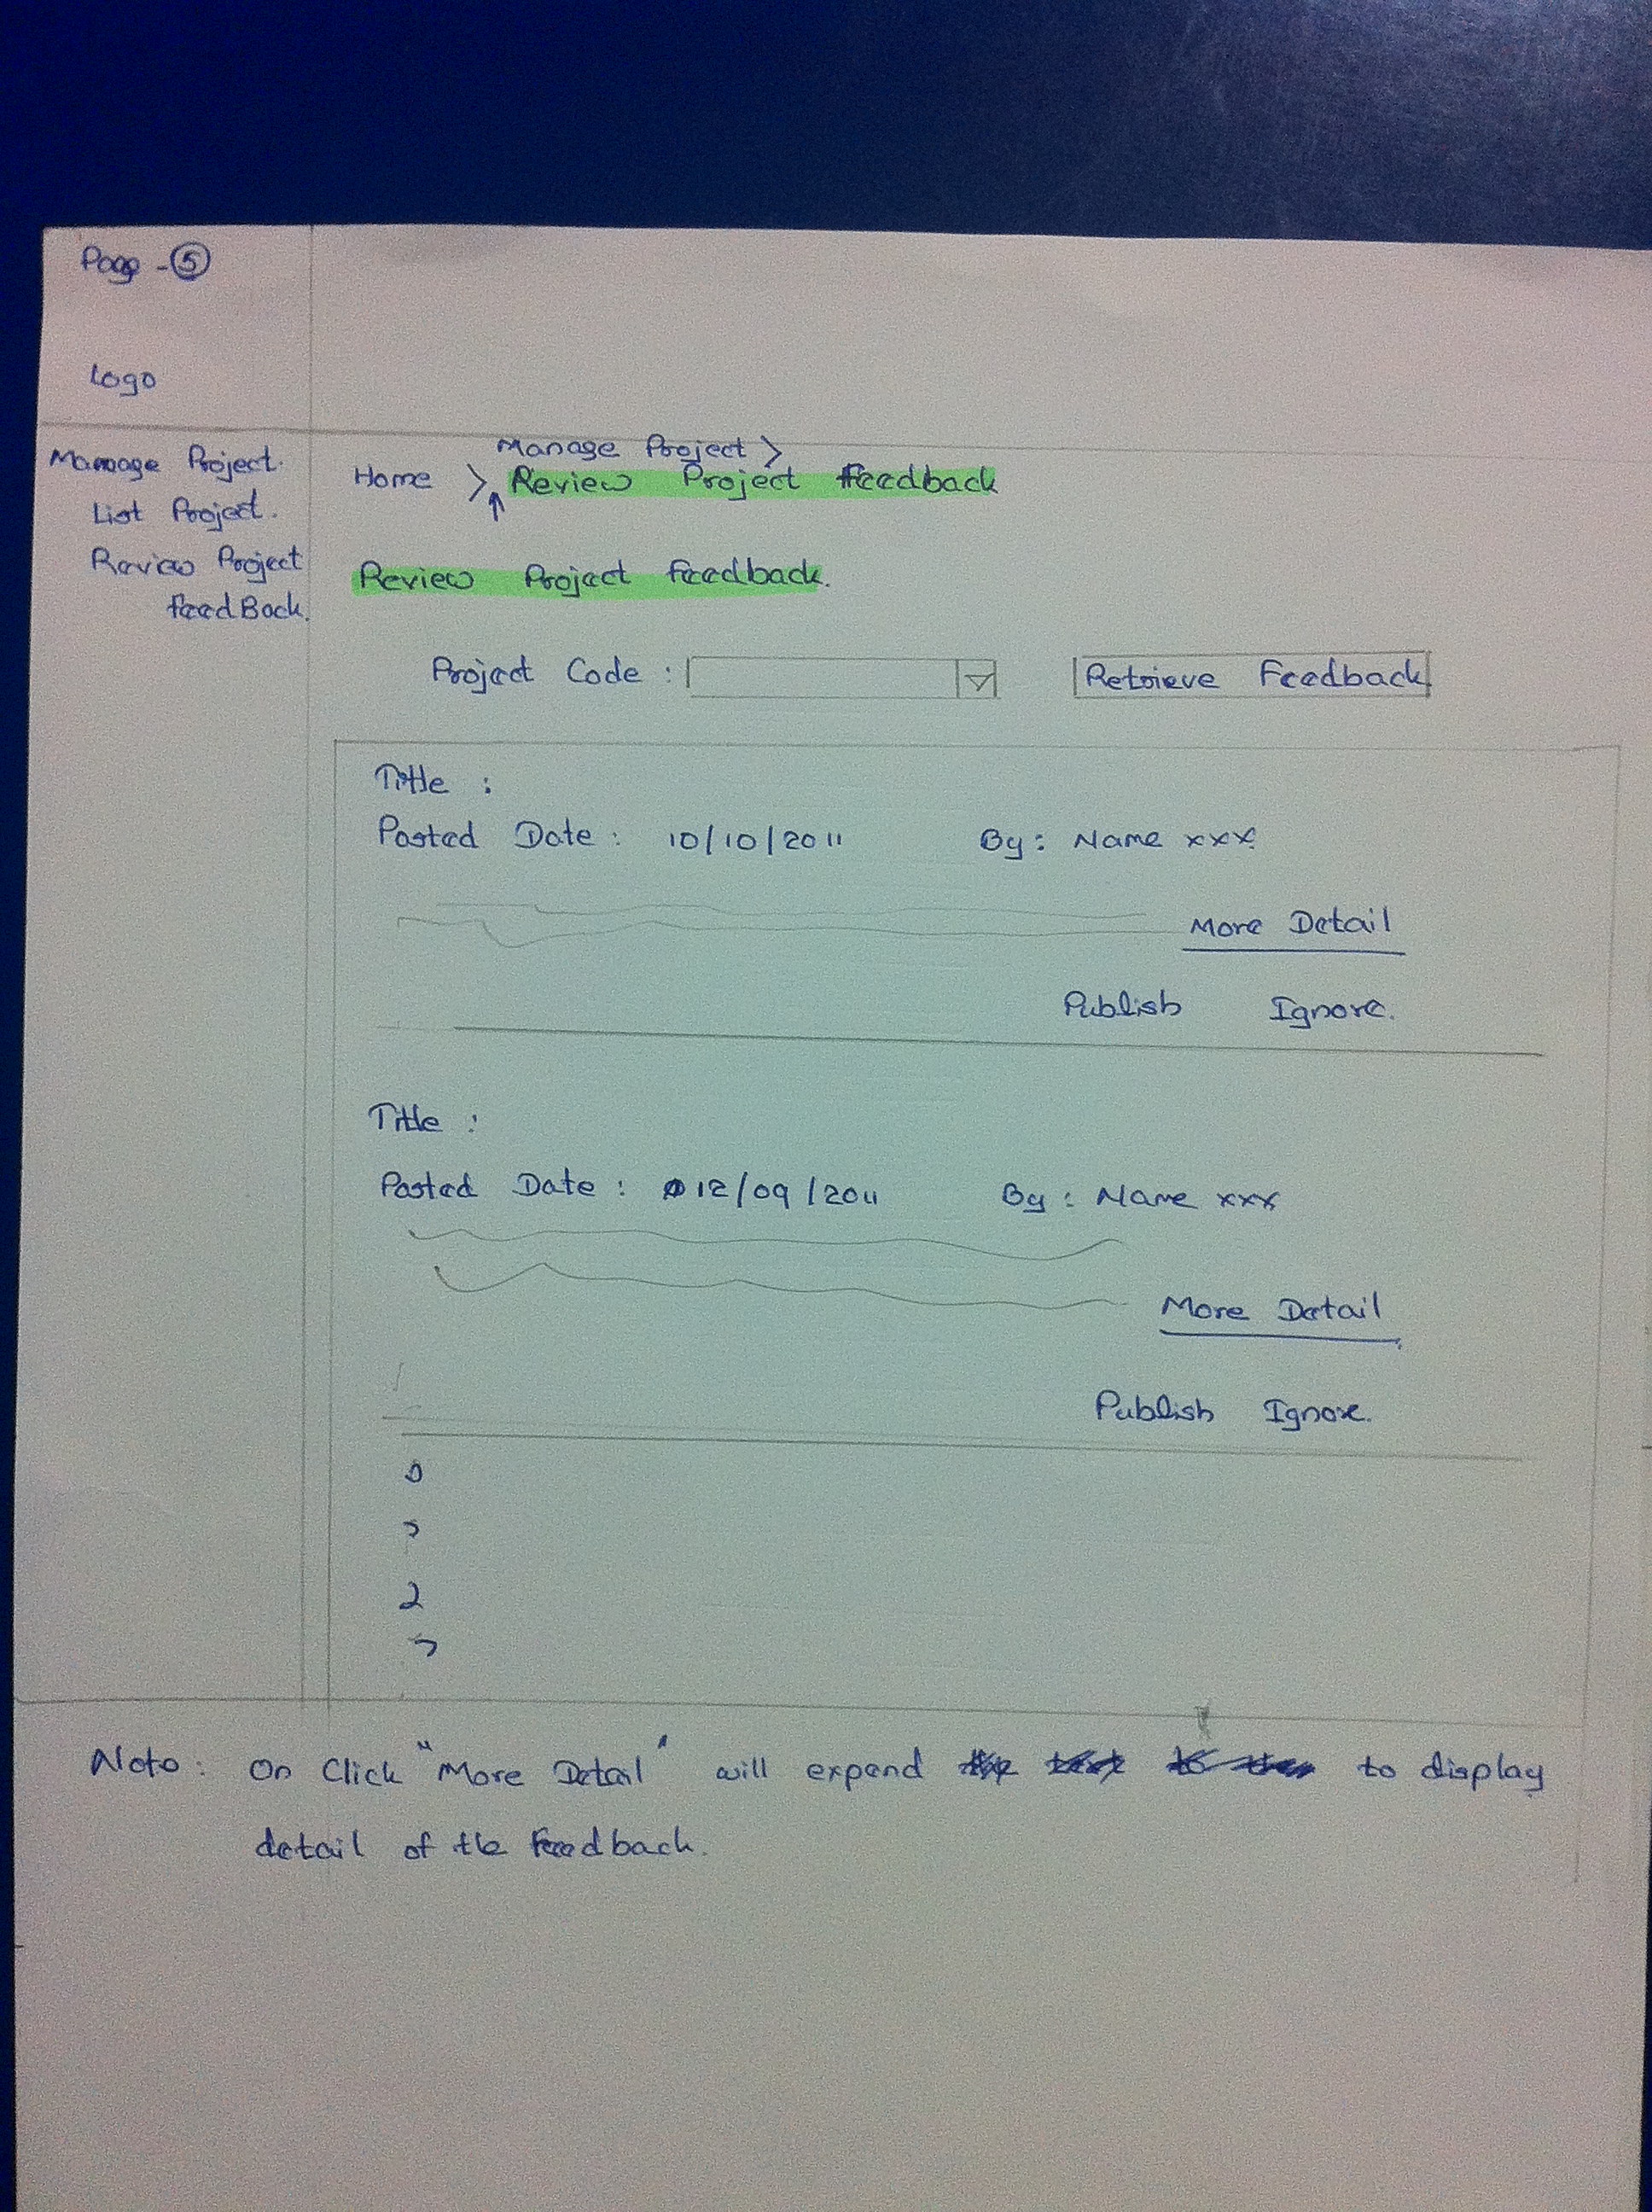 Page - 5
Logo
Manage Project.
List Project.
Review Project
feedBack.
Manage Project >
Home > Review Project Feedback
Review Project feedback.
Project Code : Retrieve Feedback
Title :
Posted Date : 10/10/2011 By : Name xxx
More Detail
Publish Ignore.
Title :
Posted Date : 12/09/2011 By : Name xxx
More Detail
Publish Ignore.
Note : On Click "More Detail" will expand to display
detail of the feedback.